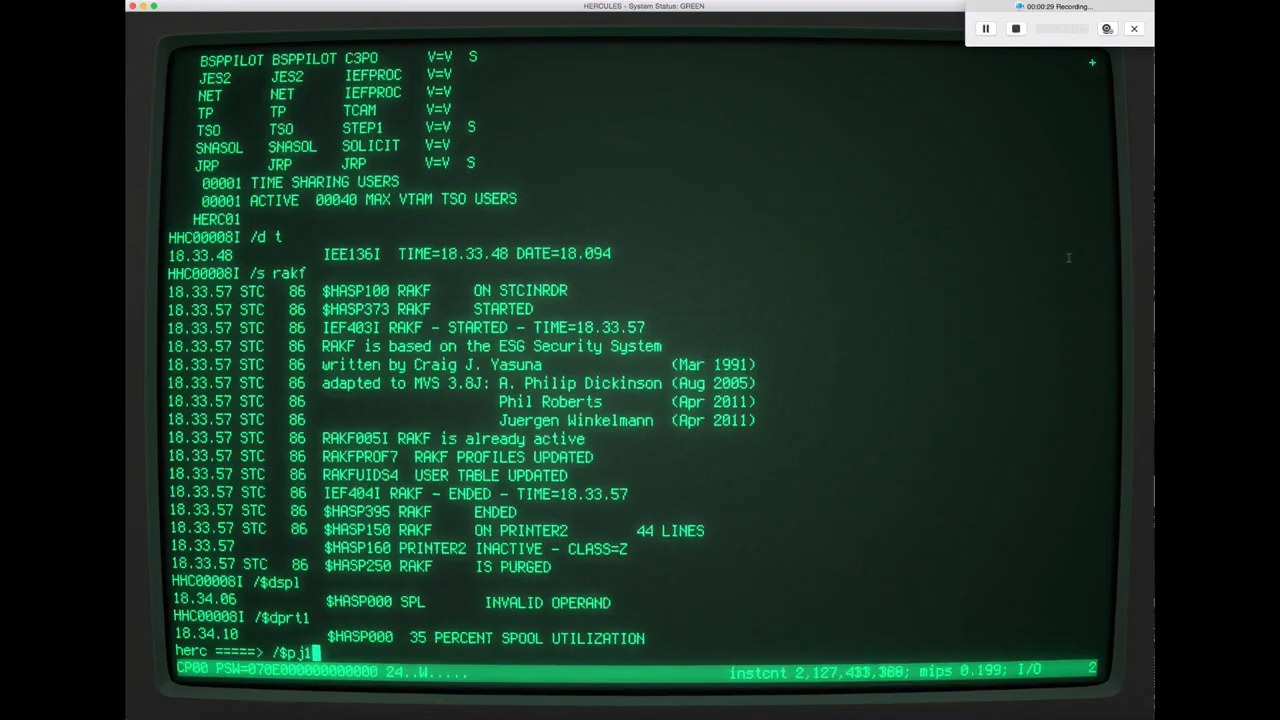 HERCULES - System Status: GREEN
00:00:29 Recording...
BSPPILOT BSPPILOT C3PO V=V S
JES2 JES2 IEFPROC V=V
NET NET IEFPROC V=V
TP TP TCAM V=V
TSO TSO STEP1 V=V S
SNASOL SNASOL SOLICIT V=V
JRP JRP JRP V=V S
00001 TIME SHARING USERS
00001 ACTIVE 00040 MAX VTAM TSO USERS
HERC01
HHC00008I /d t
18.33.48 IEE136I TIME=18.33.48 DATE=18.094
HHC00008I /s rakf
18.33.57 STC 86 $HASP100 RAKF ON STCINRDR
18.33.57 STC 86 $HASP373 RAKF STARTED
18.33.57 STC 86 IEF403I RAKF - STARTED - TIME=18.33.57
18.33.57 STC 86 RAKF is based on the ESG Security System
18.33.57 STC 86 written by Craig J. Yasuna (Mar 1991)
18.33.57 STC 86 adapted to MVS 3.8J: A. Philip Dickinson (Aug 2005)
18.33.57 STC 86 Phil Roberts (Apr 2011)
18.33.57 STC 86 Juergen Winkelmann (Apr 2011)
18.33.57 STC 86 RAKF005I RAKF is already active
18.33.57 STC 86 RAKFPROF7 RAKF PROFILES UPDATED
18.33.57 STC 86 RAKFUIDS4 USER TABLE UPDATED
18.33.57 STC 86 IEF404I RAKF - ENDED - TIME=18.33.57
18.33.57 STC 86 $HASP395 RAKF ENDED
18.33.57 STC 86 $HASP150 RAKF ON PRINTER2 44 LINES
18.33.57 $HASP160 PRINTER2 INACTIVE - CLASS=Z
18.33.57 STC 86 $HASP250 RAKF IS PURGED
HHC00008I /$dspl
18.34.06 $HASP000 SPL INVALID OPERAND
HHC00008I /$dprt1
18.34.10 $HASP000 35 PERCENT SPOOL UTILIZATION
herc =====> /$pj1
CP00 PSW=070E000000000000 24..W..... instcnt 2,127,433,388; mips 0.199; I/O 2